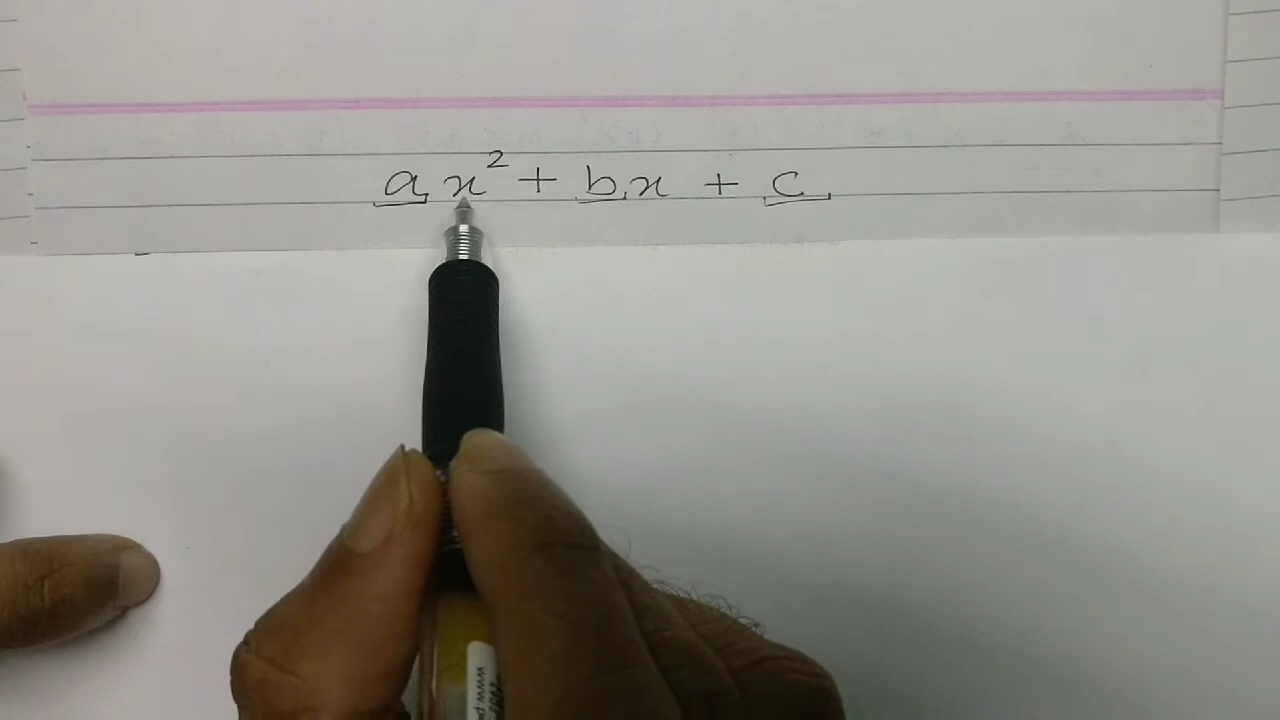 ax² + bx + c